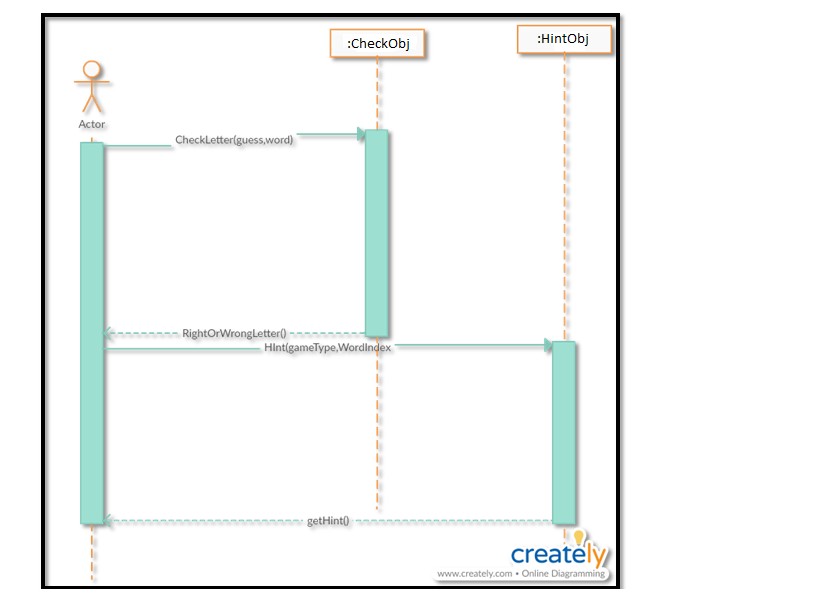 :CheckObj
:HintObj
Actor
CheckLetter(guess,word)
RightOrWrongLetter()
HInt(gameType,WordIndex
getHint()
creately
www.creately.com • Online Diagramming